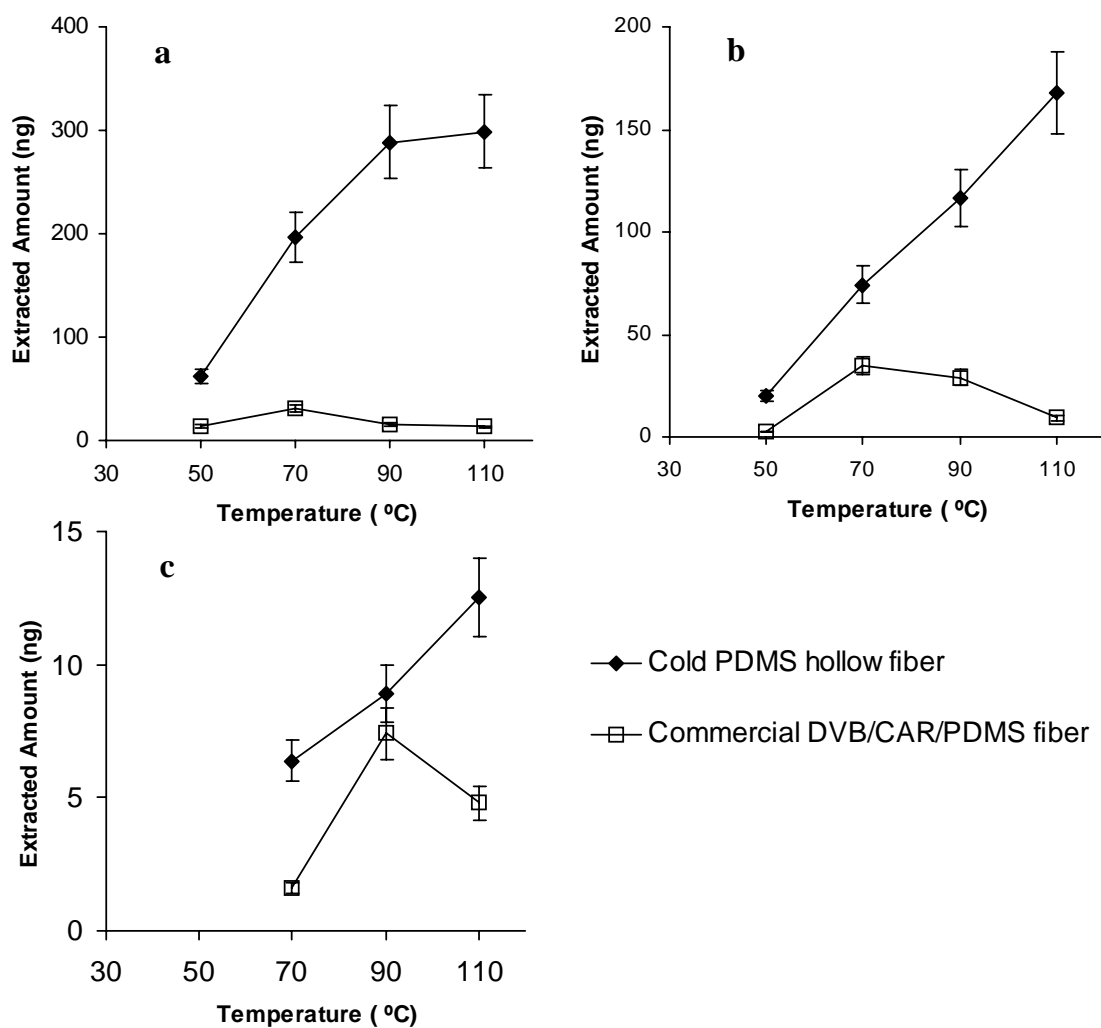 a
Extracted Amount (ng)
400
300
200
100
0
30 50 70 90 110
Temperature ( ºC)
b
Extracted Amount (ng)
200
150
100
50
0
30 50 70 90 110
Temperature ( ºC)
c
Extracted Amount (ng)
15
10
5
0
30 50 70 90 110
Temperature ( ºC)
Cold PDMS hollow fiber
Commercial DVB/CAR/PDMS fiber